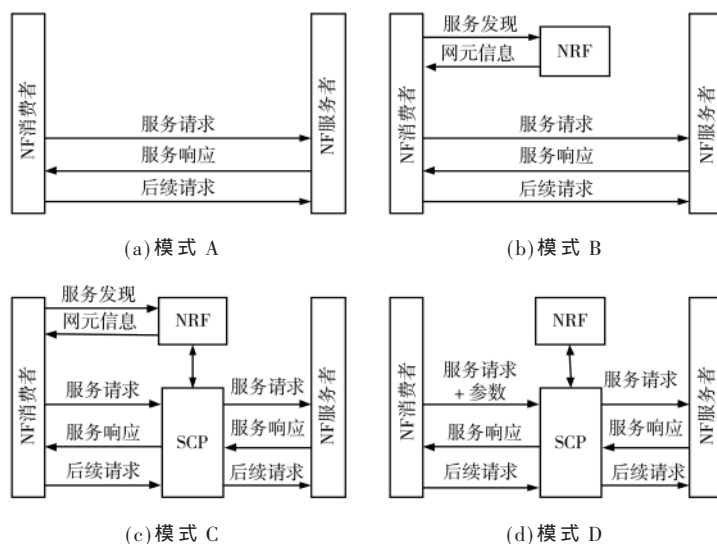 NF消费者
服务请求
服务响应
后续请求
NF服务者
(a)模式 A
NF消费者
服务发现
网元信息
NRF
服务请求
服务响应
后续请求
NF服务者
(b)模式 B
NF消费者
服务发现
网元信息
NRF
服务请求
服务响应
后续请求
SCP
服务请求
服务响应
后续请求
NF服务者
(c)模式 C
NF消费者
NRF
服务请求
+参数
服务响应
后续请求
SCP
服务请求
服务响应
后续请求
NF服务者
(d)模式 D